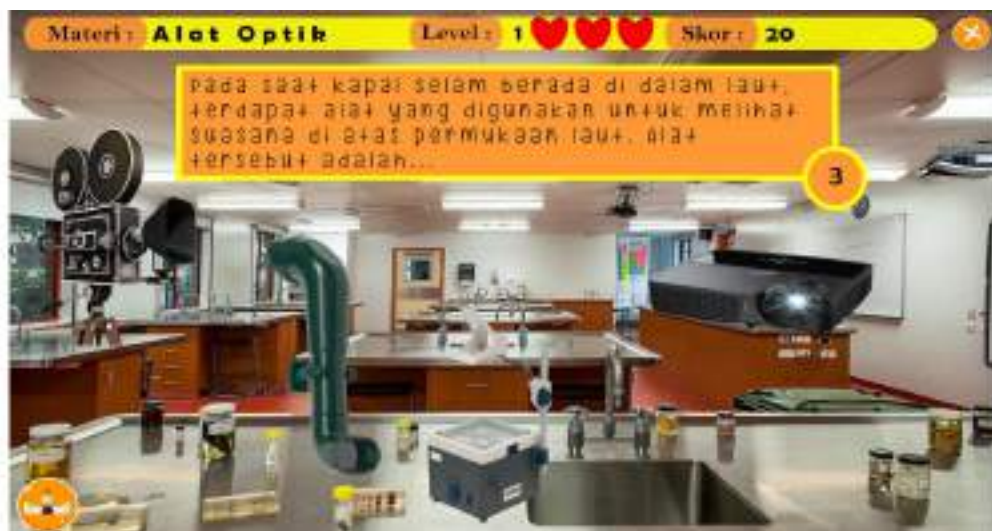 Materi : Alat Optik Level : 1 Skor : 20
Pada saat kapal selam berada di dalam laut,
terdapat alat yang digunakan untuk melihat
suasana di atas permukaan laut. Alat
tersebut adalah...
3